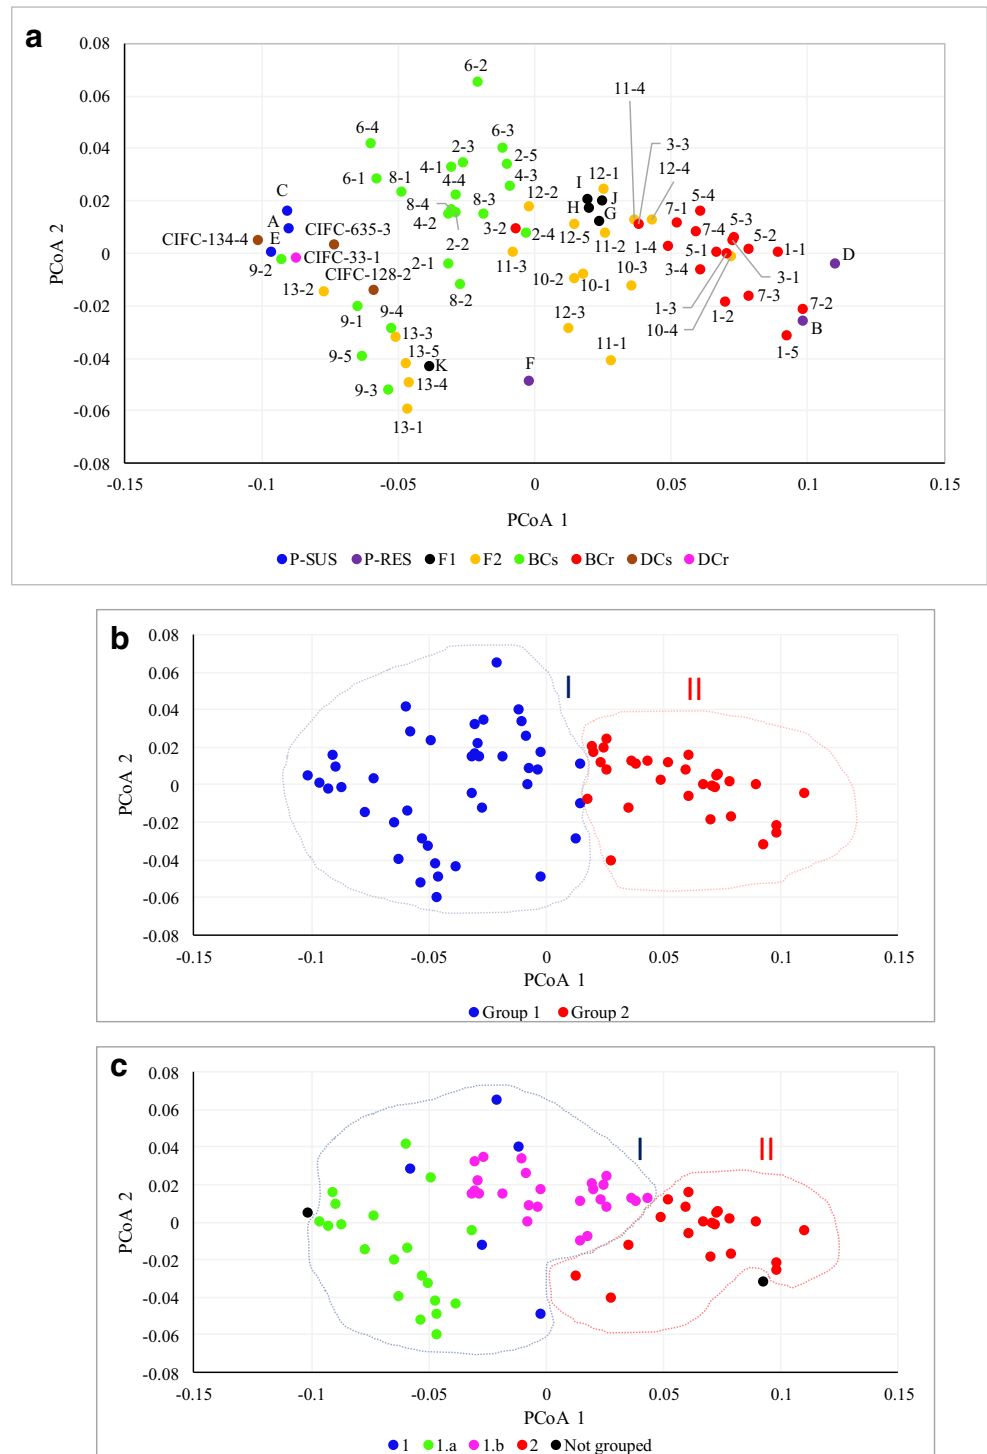 a
0.08
6-2
11-4
0.06
6-4
6-3
3-3
0.04
2-3
2-5
12-1
12-4
6-1
8-1
4-1
4-3
I
C
4-4
12-2
J
5-4
0.02
8-4
8-3
H
G
7-1
5-3
A
4-2
3-2
12-5
7-4
5-2
PCoA 2
CIFC-134-4
E
CIFC-635-3
2-2
2-4
11-2
1-4
5-1
1-1
D
0
CIFC-33-1
9-2
CIFC-128-2
2-1
11-3
10-3
3-4
3-1
13-2
8-2
10-2
10-1
1-3
7-3
7-2
-0.02
9-1
9-4
12-3
1-2
B
13-3
10-4
9-5
13-5
K
F
11-1
1-5
-0.04
9-3
13-4
-0.06
13-1
-0.08
-0.15 -0.1 -0.05 0 0.05 0.1 0.15
PCoA 1
P-SUS P-RES F1 F2 BCs BCr DCs DCr
b
0.08
0.06
I II
0.04
0.02
PCoA 2
0
-0.02
-0.04
-0.06
-0.08
-0.15 -0.1 -0.05 0 0.05 0.1 0.15
PCoA 1
Group 1 Group 2
c
0.08
0.06
I II
0.04
0.02
PCoA 2
0
-0.02
-0.04
-0.06
-0.08
-0.15 -0.1 -0.05 0 0.05 0.1 0.15
PCoA 1
1 1.a 1.b 2 Not grouped